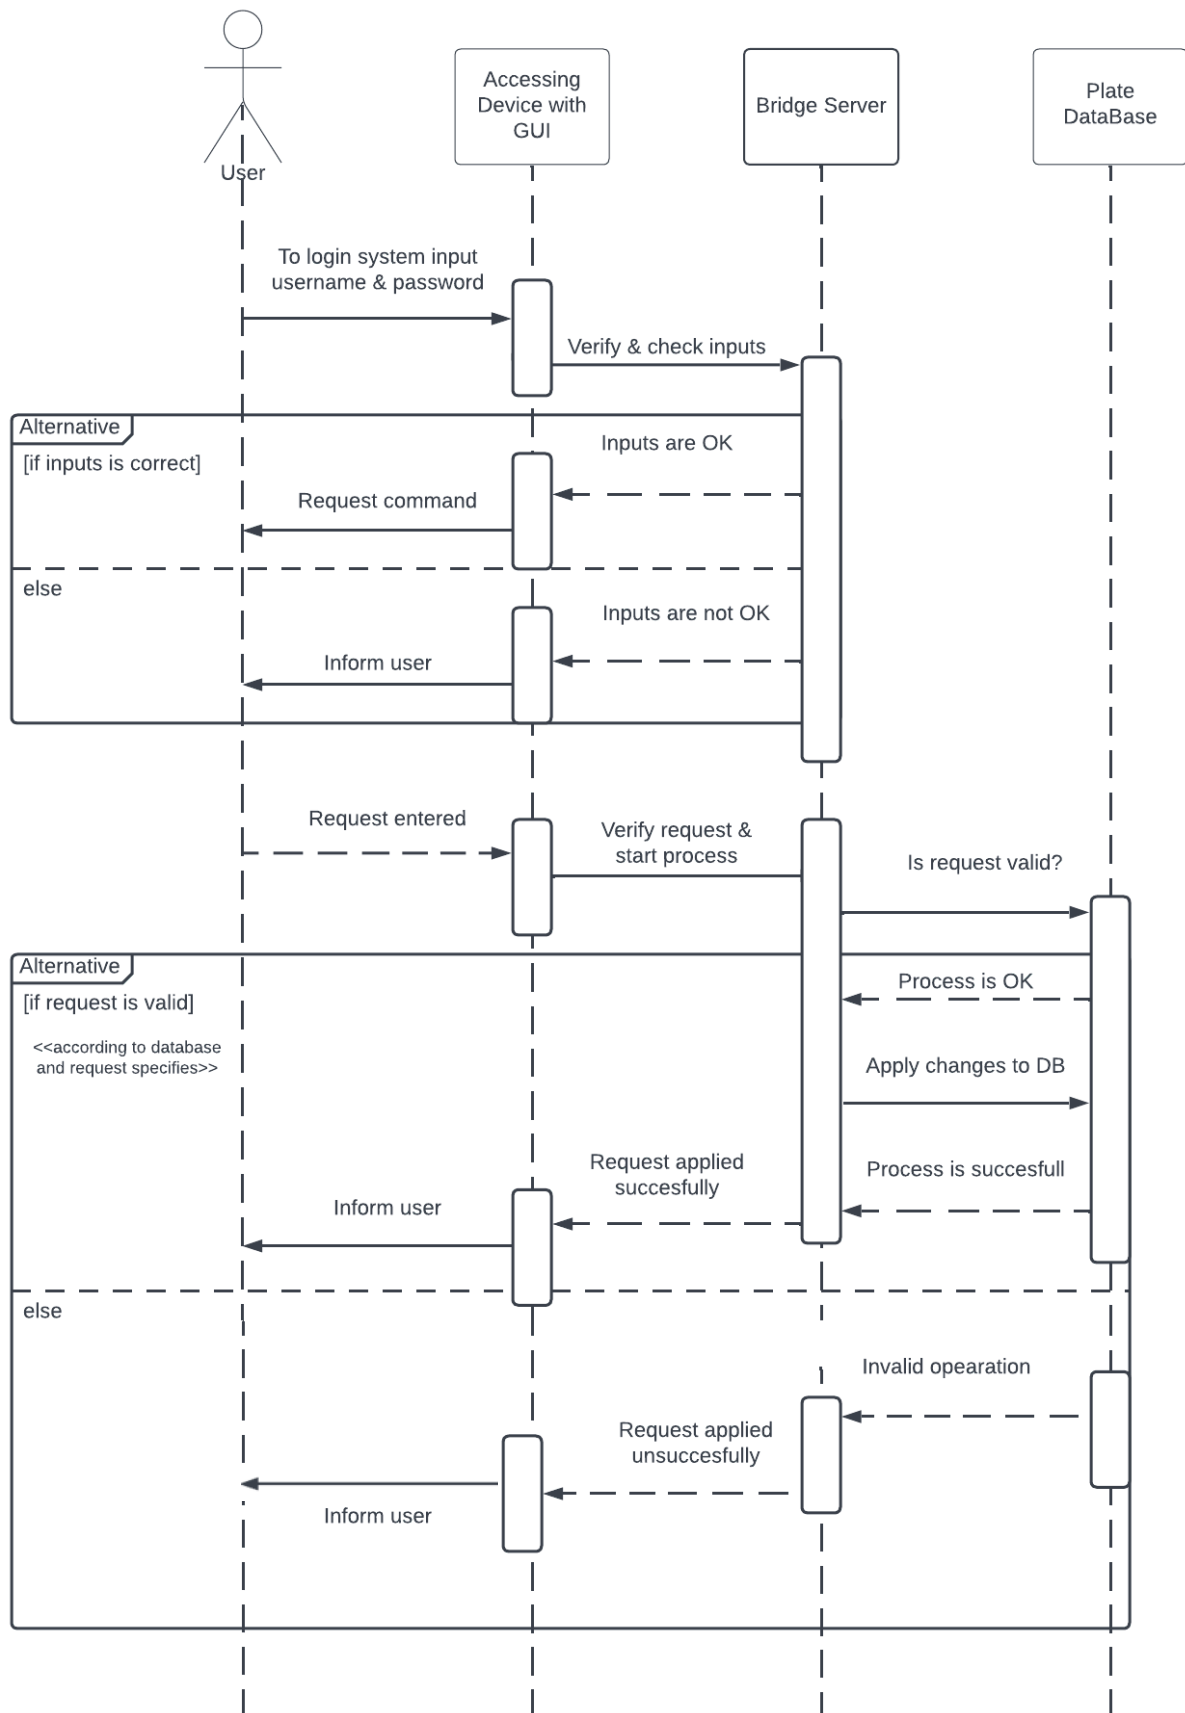 User
Accessing
Device with
GUI
Bridge Server
Plate
DataBase
To login system input
username & password
Verify & check inputs
Alternative
[if inputs is correct]
Inputs are OK
Request command
else
Inputs are not OK
Inform user
Request entered
Verify request &
start process
Is request valid?
Alternative
[if request is valid]
<<according to database
and request specifies>>
Process is OK
Apply changes to DB
Request applied
succesfully
Process is succesfull
Inform user
else
Invalid opearation
Request applied
unsuccesfully
Inform user